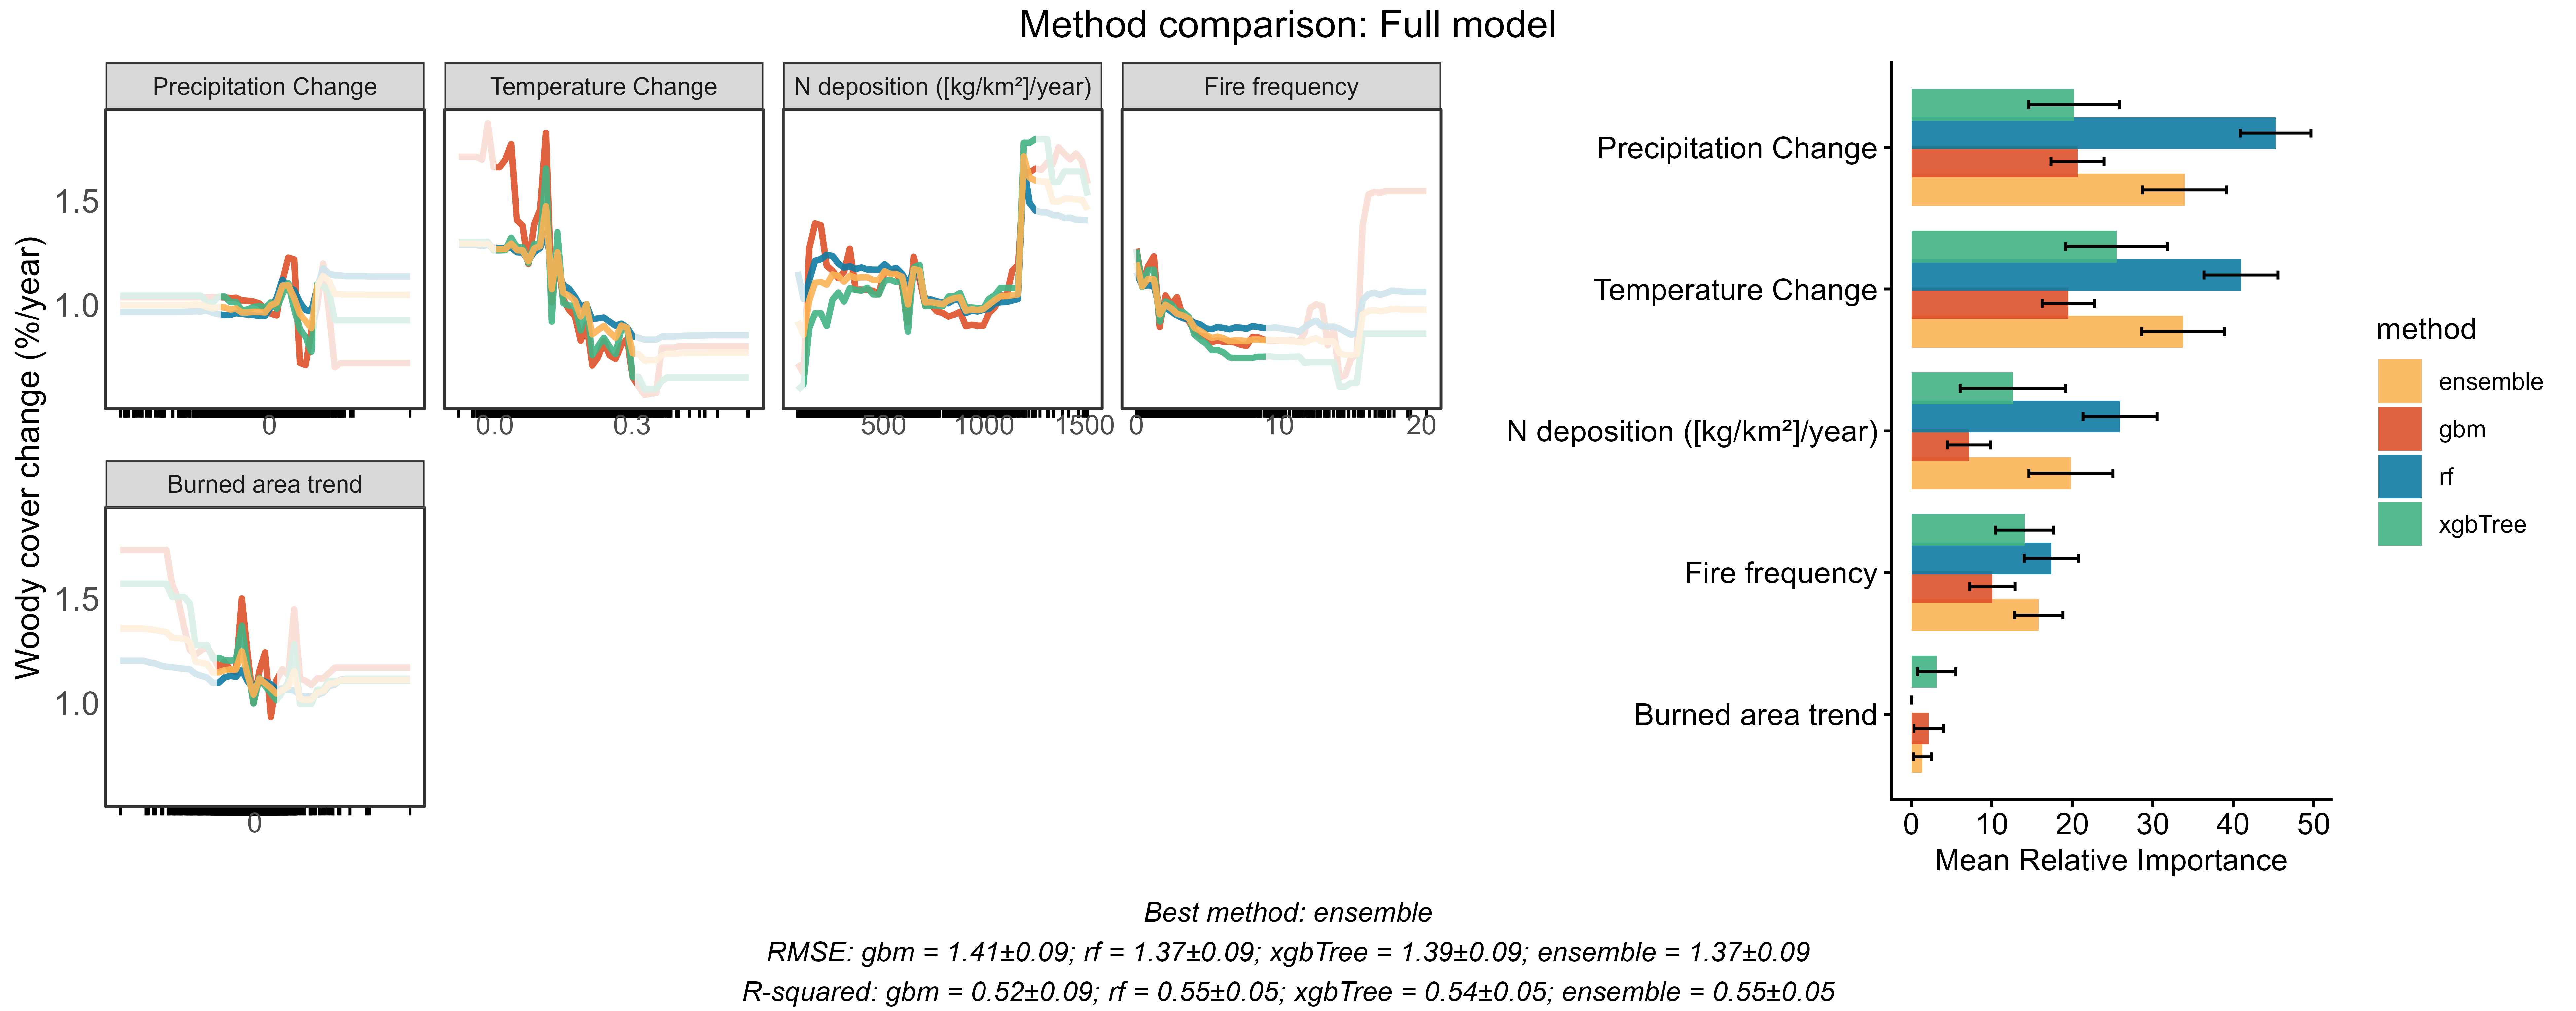 Method comparison: Full model
Precipitation Change
Temperature Change
N deposition ([kg/km²]/year)
Fire frequency
Woody cover change (%/year)
1.5
1.0
0
0.0 0.3
500 1000 1500
0 10 20
Burned area trend
1.5
1.0
0
Precipitation Change
Temperature Change
N deposition ([kg/km²]/year)
Fire frequency
Burned area trend
0 10 20 30 40 50
Mean Relative Importance
method
ensemble
gbm
rf
xgbTree
Best method: ensemble
RMSE: gbm = 1.41±0.09; rf = 1.37±0.09; xgbTree = 1.39±0.09; ensemble = 1.37±0.09
R-squared: gbm = 0.52±0.09; rf = 0.55±0.05; xgbTree = 0.54±0.05; ensemble = 0.55±0.05